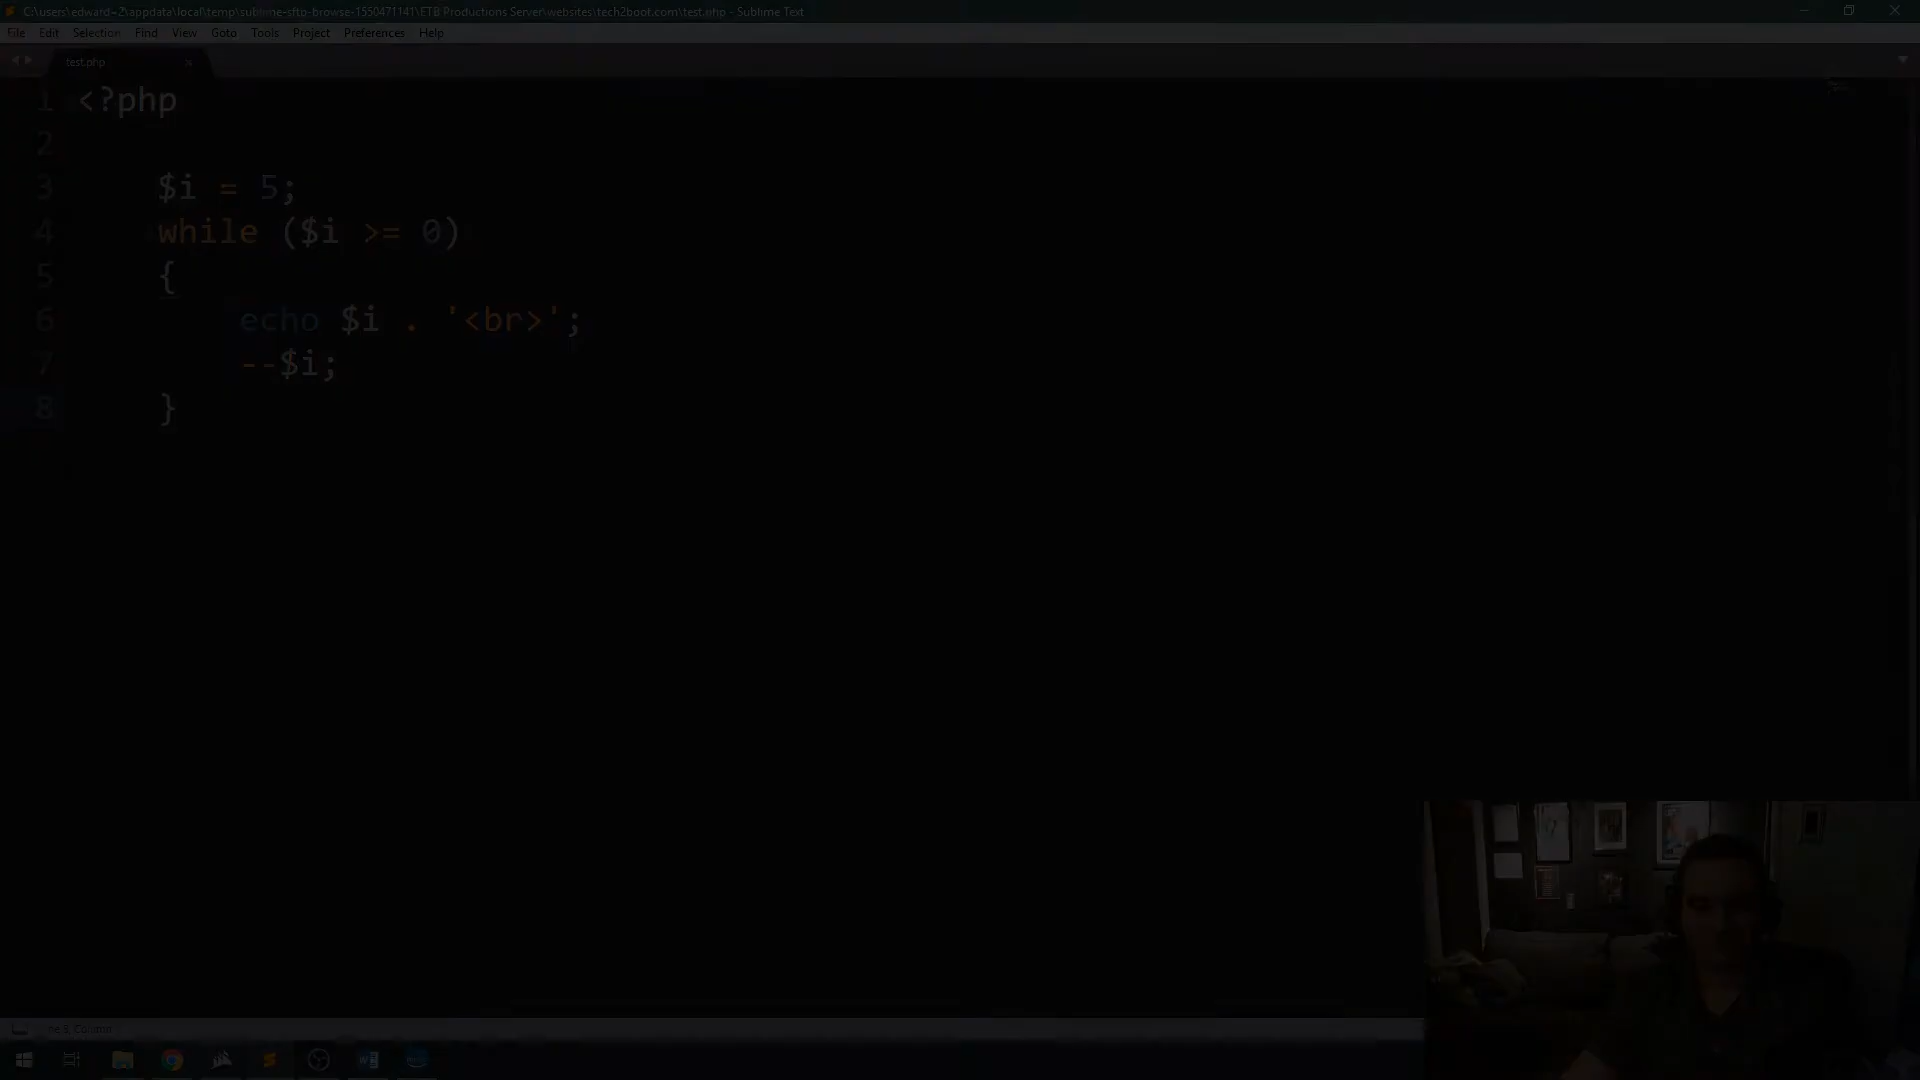 C:\users\edward~2\appdata\local\temp\sublime-sftp-browse-1550471141\ETB Productions Server\websites\tech2boot.com\test.php - Sublime Text
File Edit Selection Find View Goto Tools Project Preferences Help
test.php
1 <?php
2
3 $i = 5;
4 while ($i >= 0)
5 {
6 echo $i . '<br>';
7 --$i;
8 }
Column